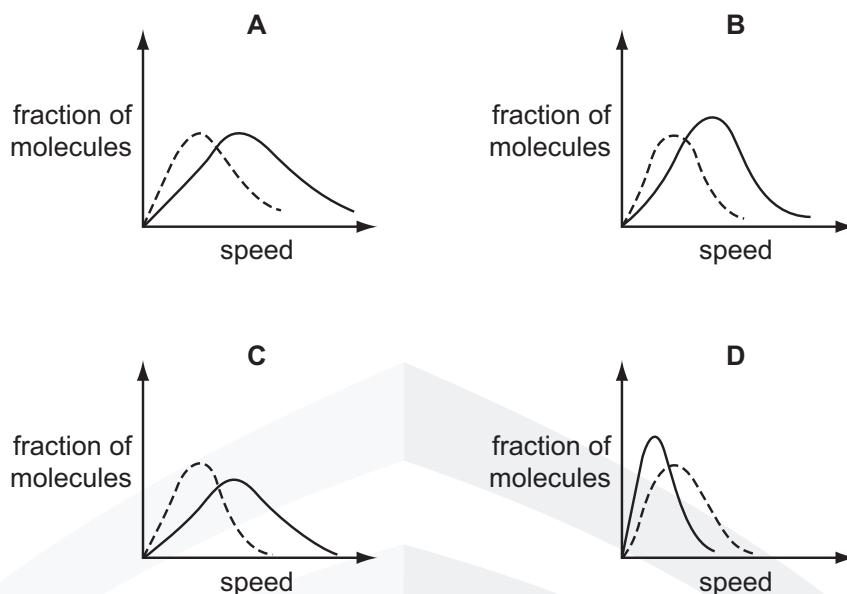 A
fraction of
molecules
speed
B
fraction of
molecules
speed
C
fraction of
molecules
speed
D
fraction of
molecules
speed